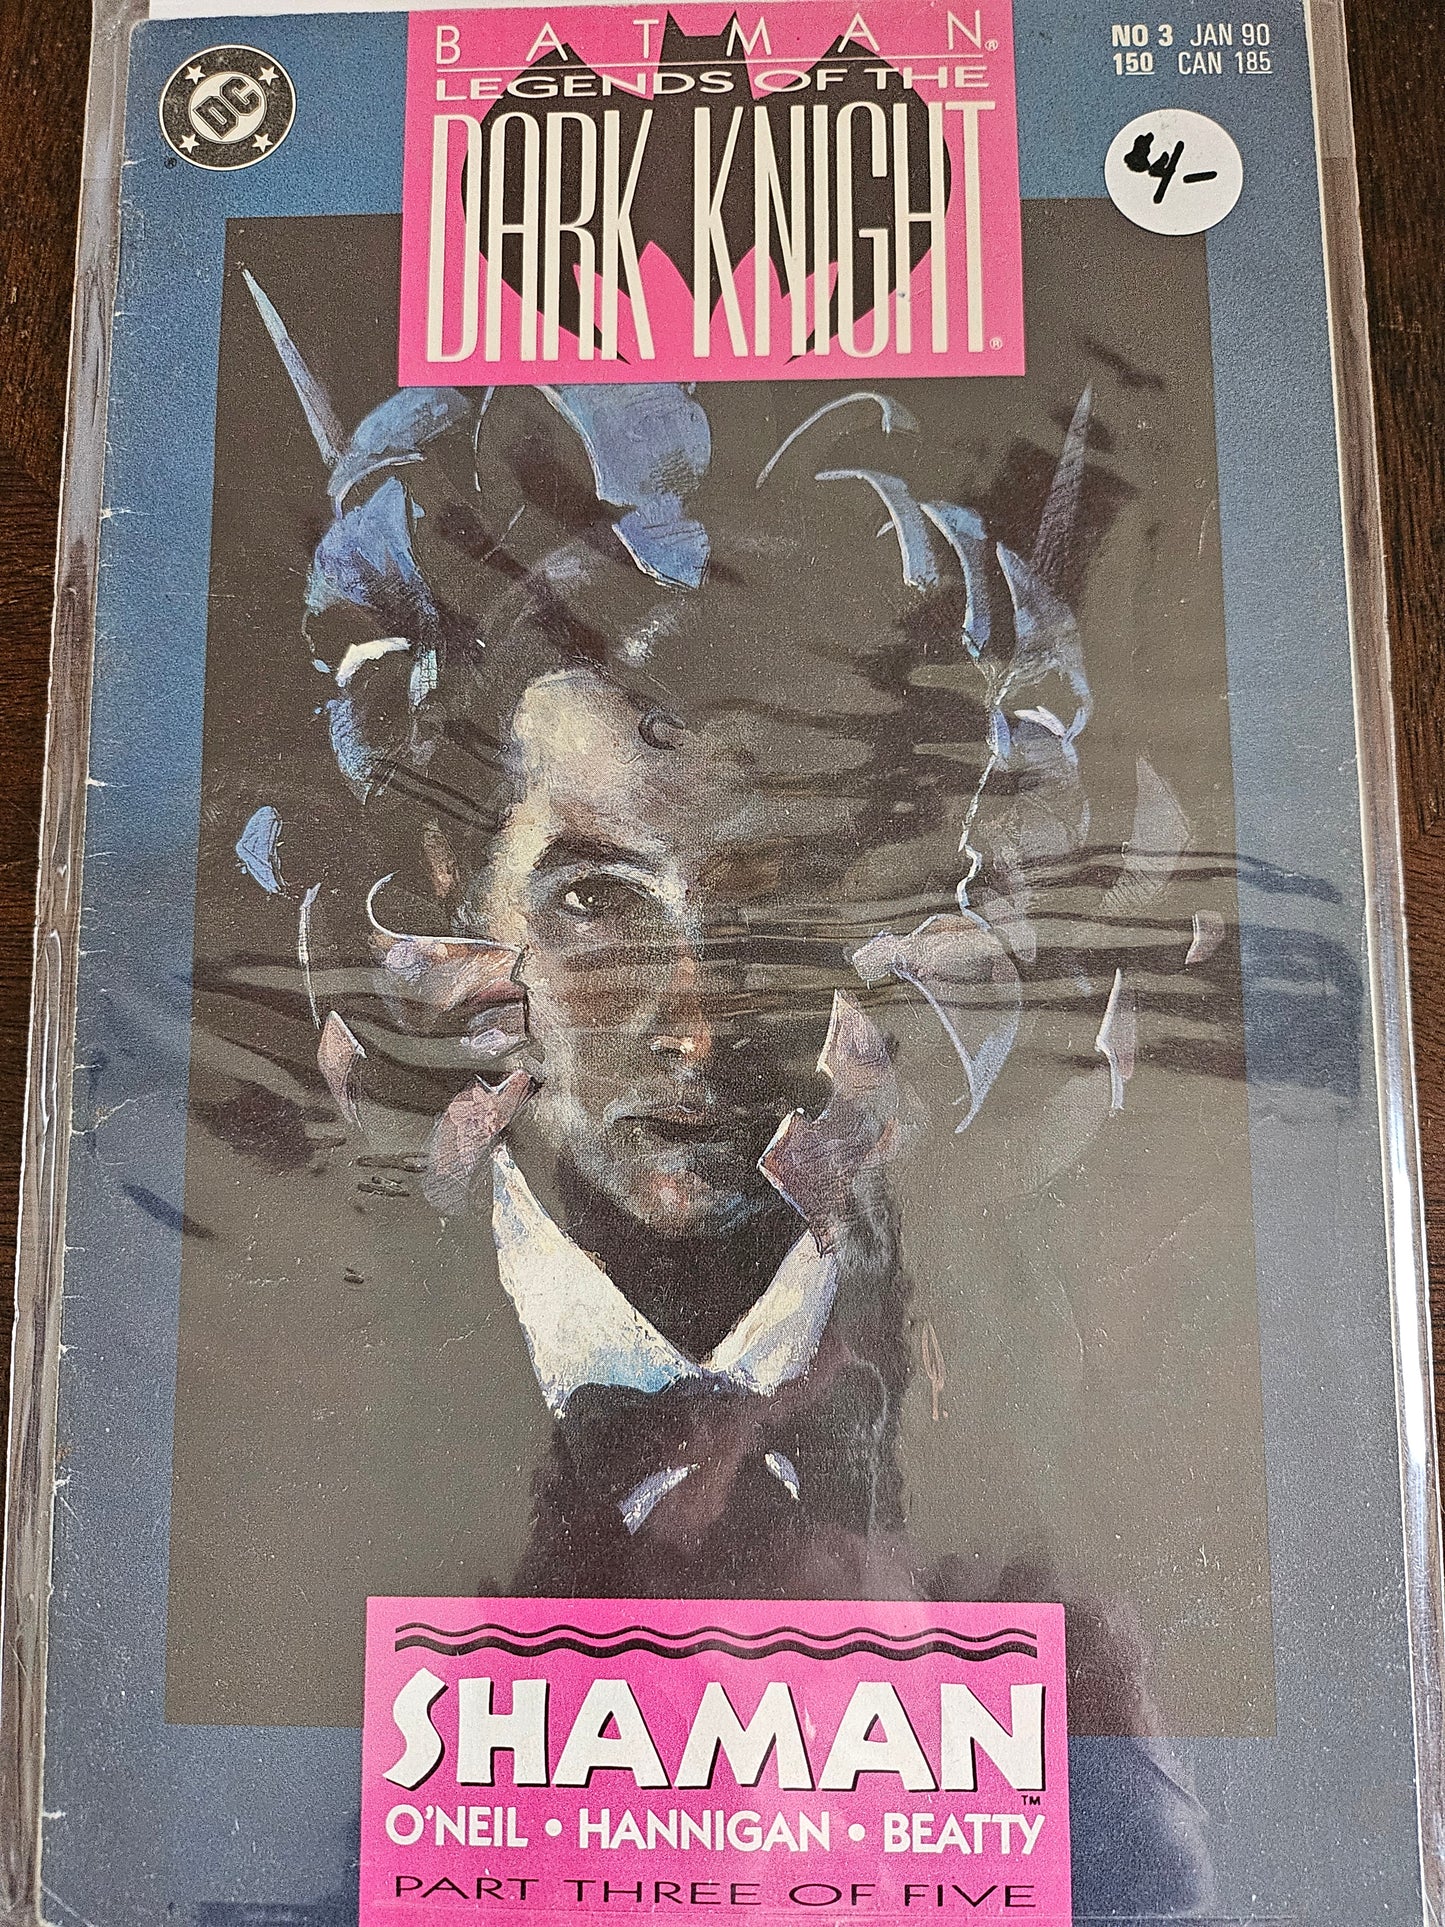 BATMAN®
LEGENDS OF THE
DARK KNIGHT®
DC
®
NO 3 JAN 90
150 CAN 185
$4-
SHAMAN™
O'NEIL • HANNIGAN • BEATTY
PART THREE OF FIVE